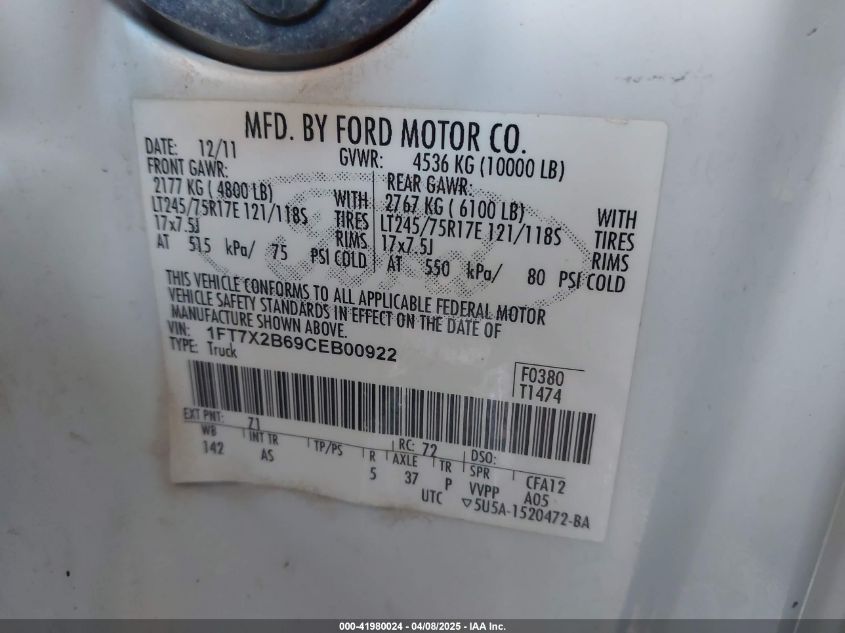 MFD. BY FORD MOTOR CO.
DATE: 12/11 GVWR: 4536 KG (10000 LB)
FRONT GAWR: REAR GAWR:
2177 KG ( 4800 LB) WITH 2767 KG ( 6100 LB) WITH
LT245/75R17E 121/118S TIRES LT245/75R17E 121/118S TIRES
17x7.5J RIMS 17x7.5J RIMS
AT 515 kPa/ 75 PSI COLD AT 550 kPa/ 80 PSI COLD
THIS VEHICLE CONFORMS TO ALL APPLICABLE FEDERAL MOTOR
VEHICLE SAFETY STANDARDS IN EFFECT ON THE DATE OF
MANUFACTURE SHOWN ABOVE.
VIN: 1FT7X2B69CEB00922
TYPE: Truck
F0380
T1474
EXT PNT: 71 RC: 72 DSO:
WB INT TR TP/PS R AXLE TR SPR CFA12
142 AS 5 37 P VVPP A05
UTC ▽5U5A-1520472-BA
000-41980024 - 04/08/2025 - IAA Inc.